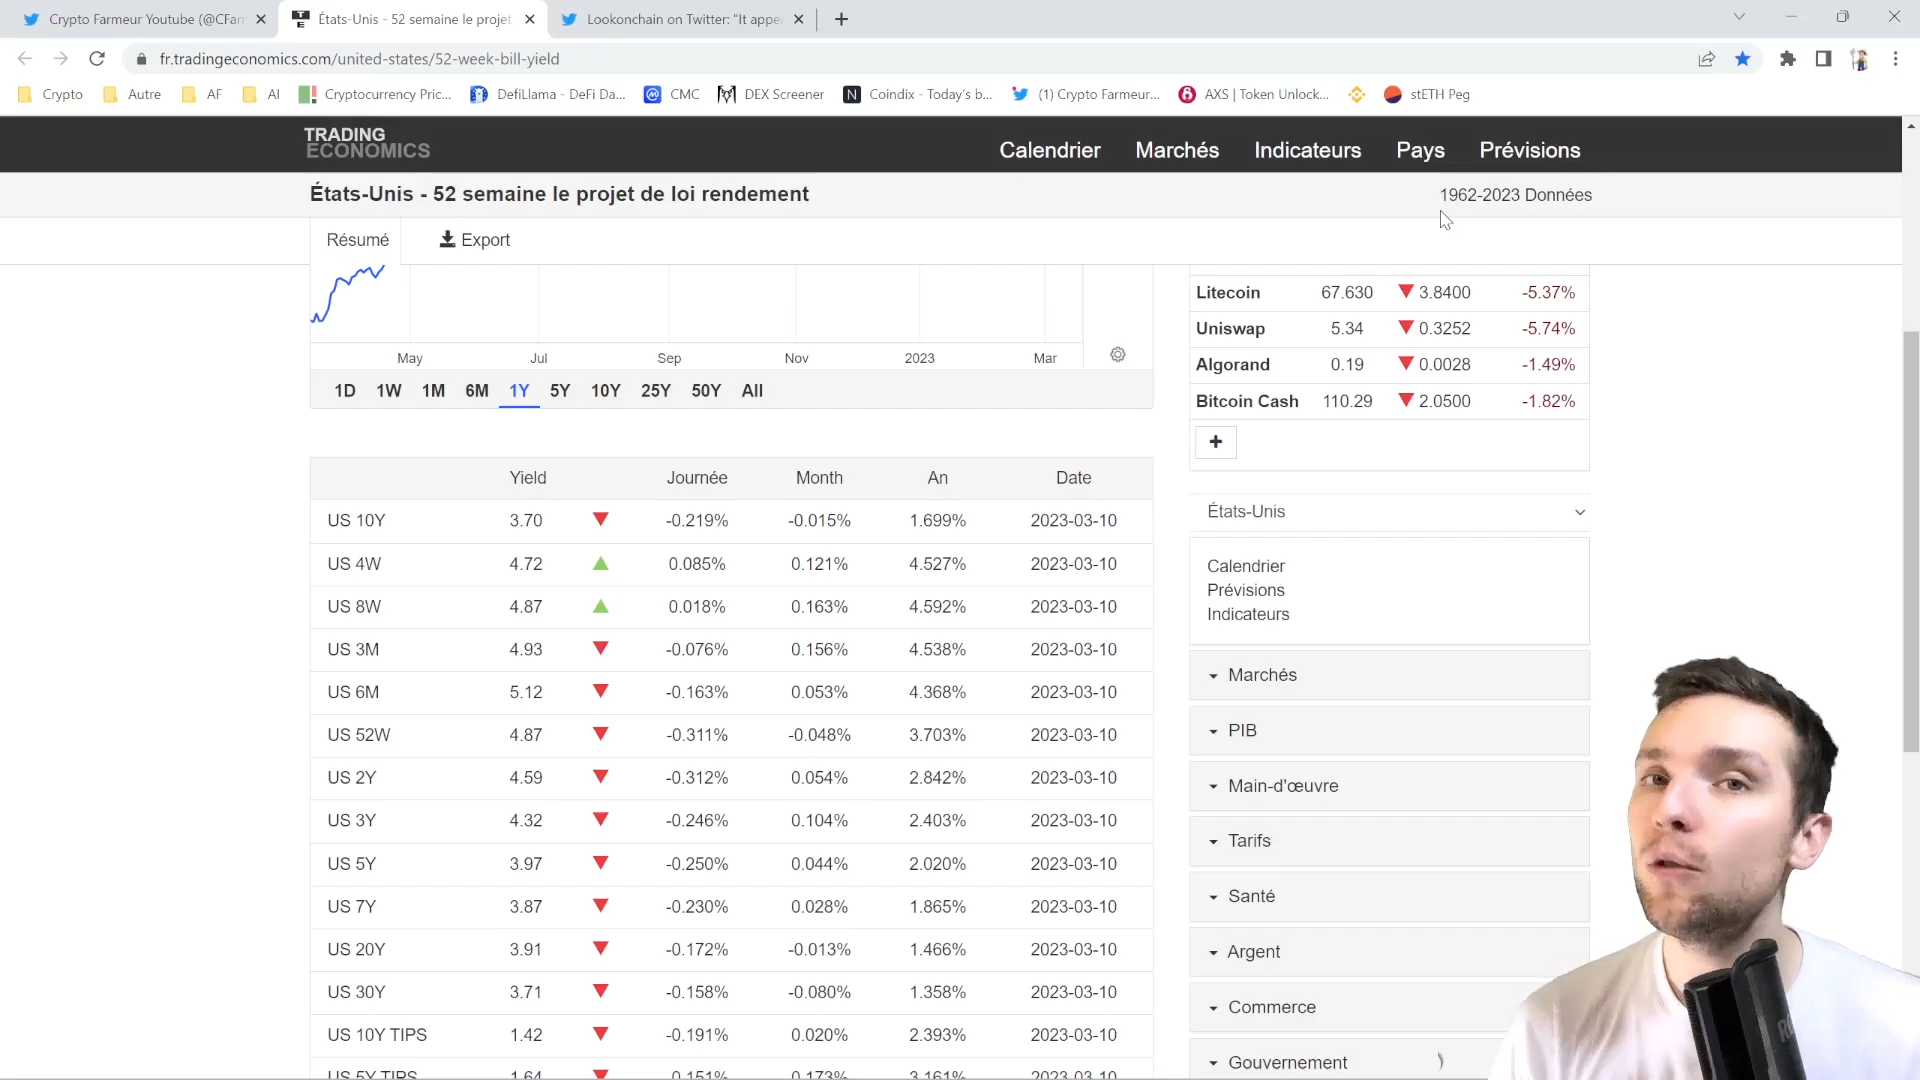 Crypto Farmeur Youtube (@CFar
États-Unis - 52 semaine le projet
Lookonchain on Twitter: "It appe
fr.tradingeconomics.com/united-states/52-week-bill-yield
Crypto
Autre
AF
AI
Cryptocurrency Pric...
DefiLlama - DeFi Da...
CMC
DEX Screener
Coindix - Today's b...
(1) Crypto Farmeur...
AXS | Token Unlock...
stETH Peg
TRADING
ECONOMICS
Calendrier Marchés Indicateurs Pays Prévisions
États-Unis - 52 semaine le projet de loi rendement
1962-2023 Données
Résumé
Export
May Jul Sep Nov 2023 Mar
1D 1W 1M 6M 1Y 5Y 10Y 25Y 50Y All
Litecoin 67.630 3.8400 -5.37%
Uniswap 5.34 0.3252 -5.74%
Algorand 0.19 0.0028 -1.49%
Bitcoin Cash 110.29 2.0500 -1.82%
+
Yield Journée Month An Date
US 10Y 3.70 -0.219% -0.015% 1.699% 2023-03-10
US 4W 4.72 0.085% 0.121% 4.527% 2023-03-10
US 8W 4.87 0.018% 0.163% 4.592% 2023-03-10
US 3M 4.93 -0.076% 0.156% 4.538% 2023-03-10
US 6M 5.12 -0.163% 0.053% 4.368% 2023-03-10
US 52W 4.87 -0.311% -0.048% 3.703% 2023-03-10
US 2Y 4.59 -0.312% 0.054% 2.842% 2023-03-10
US 3Y 4.32 -0.246% 0.104% 2.403% 2023-03-10
US 5Y 3.97 -0.250% 0.044% 2.020% 2023-03-10
US 7Y 3.87 -0.230% 0.028% 1.865% 2023-03-10
US 20Y 3.91 -0.172% -0.013% 1.466% 2023-03-10
US 30Y 3.71 -0.158% -0.080% 1.358% 2023-03-10
US 10Y TIPS 1.42 -0.191% 0.020% 2.393% 2023-03-10
US 5Y TIPS 1.64 -0.151% 0.173% 3.161% 2023-03-10
États-Unis
Calendrier
Prévisions
Indicateurs
Marchés
PIB
Main-d'œuvre
Tarifs
Santé
Argent
Commerce
Gouvernement